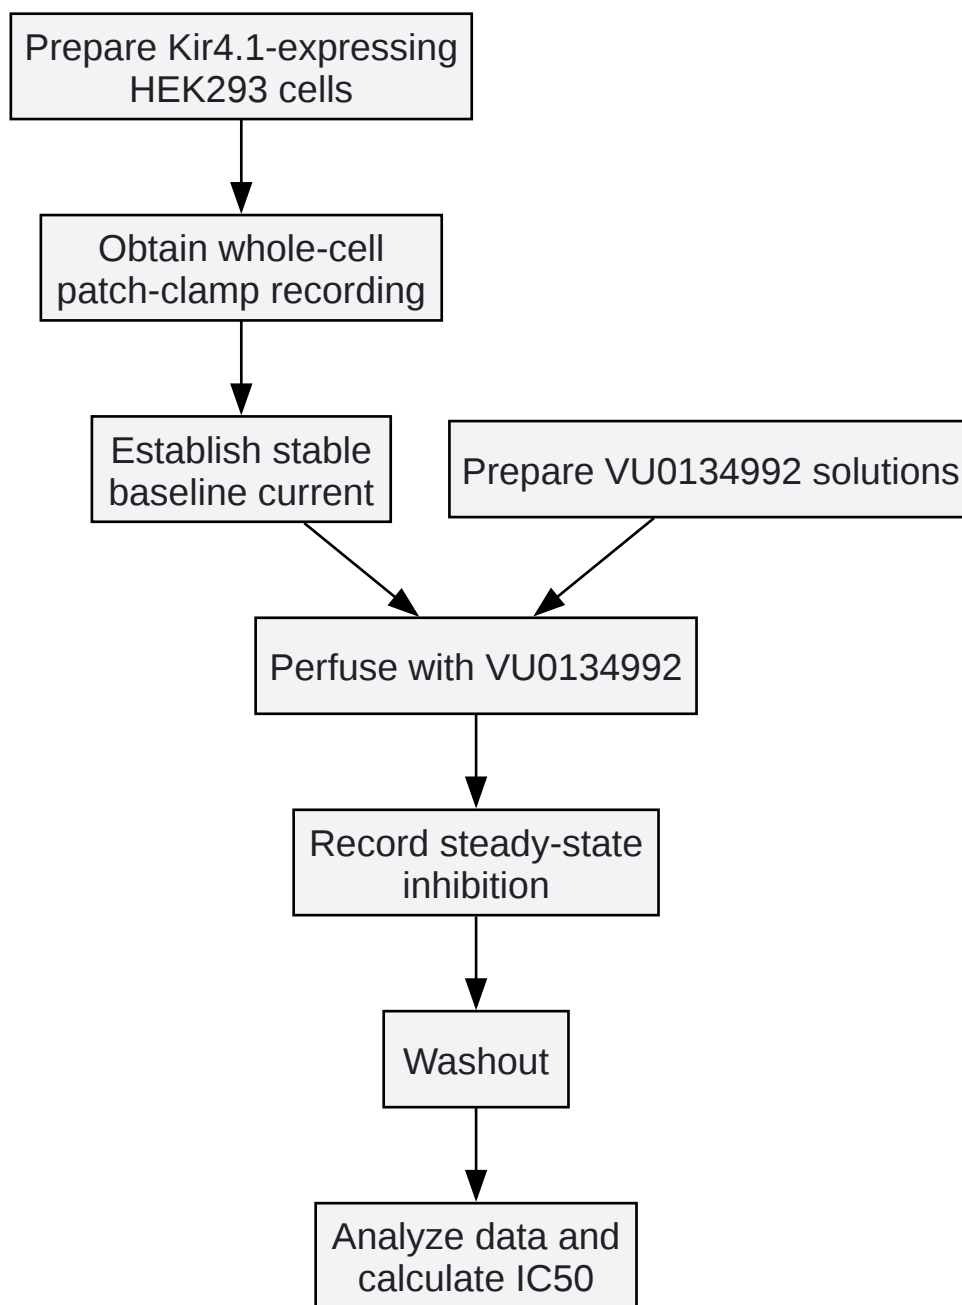 Prepare Kir4.1-expressing
HEK293 cells
Obtain whole-cell
patch-clamp recording
Establish stable
baseline current
Prepare VU0134992 solutions
Perfuse with VU0134992
Record steady-state
inhibition
Washout
Analyze data and
calculate IC50